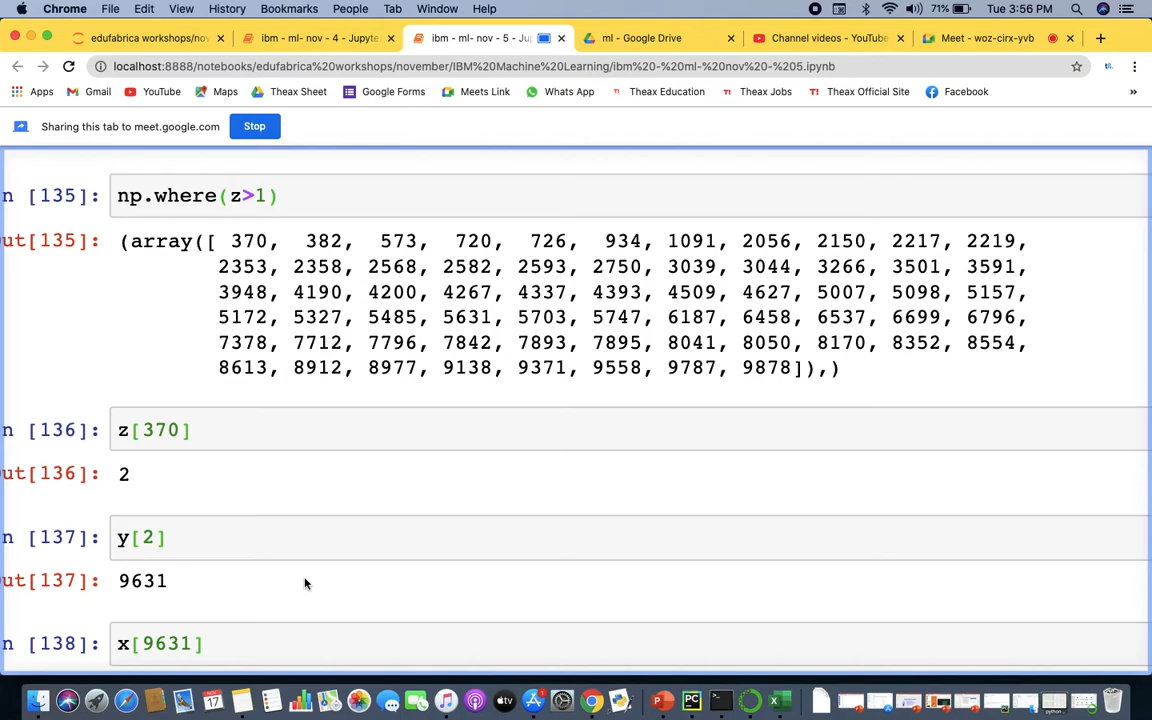 Chrome File Edit View History Bookmarks People Tab Window Help 71% Tue 3:56 PM
edufabrica workshops/nov ibm - ml- nov - 4 - Jupyte ibm - ml- nov - 5 - Ju ml - Google Drive Channel videos - YouTube Meet - woz-cirx-yvb
localhost:8888/notebooks/edufabrica%20workshops/november/IBM%20Machine%20Learning/ibm%20-%20ml-%20nov%20-%205.ipynb
Apps Gmail YouTube Maps Theax Sheet Google Forms Meets Link Whats App Theax Education Theax Jobs Theax Official Site Facebook »
Sharing this tab to meet.google.com Stop
n [135]: np.where(z>1)
ut[135]: (array([ 370, 382, 573, 720, 726, 934, 1091, 2056, 2150, 2217, 2219,
2353, 2358, 2568, 2582, 2593, 2750, 3039, 3044, 3266, 3501, 3591,
3948, 4190, 4200, 4267, 4337, 4393, 4509, 4627, 5007, 5098, 5157,
5172, 5327, 5485, 5631, 5703, 5747, 6187, 6458, 6537, 6699, 6796,
7378, 7712, 7796, 7842, 7893, 7895, 8041, 8050, 8170, 8352, 8554,
8613, 8912, 8977, 9138, 9371, 9558, 9787, 9878]),)
n [136]: z[370]
ut[136]: 2
n [137]: y[2]
ut[137]: 9631
n [138]: x[9631]
17
PC